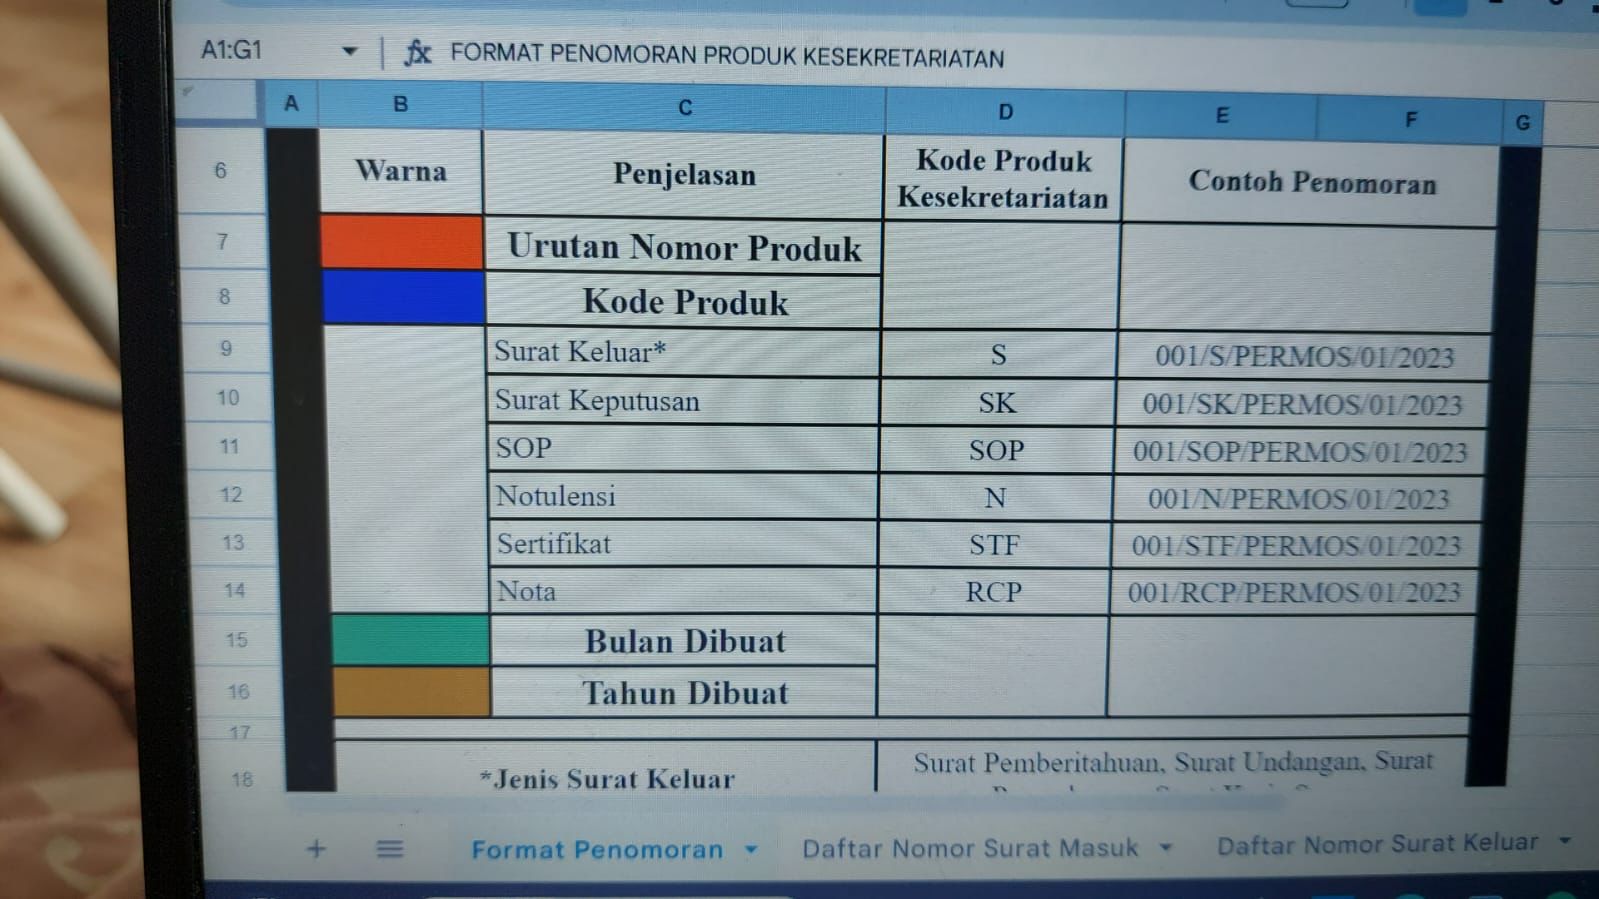 A1:G1 fx FORMAT PENOMORAN PRODUK KESEKRETARIATAN
A B C D E F G
6 Warna Penjelasan Kode Produk Kesekretariatan Contoh Penomoran
7 Urutan Nomor Produk
8 Kode Produk
9 Surat Keluar* S 001/S/PERMOS/01/2023
10 Surat Keputusan SK 001/SK/PERMOS/01/2023
11 SOP SOP 001/SOP/PERMOS/01/2023
12 Notulensi N 001/N/PERMOS/01/2023
13 Sertifikat STF 001/STF/PERMOS/01/2023
14 Nota RCP 001/RCP/PERMOS/01/2023
15 Bulan Dibuat
16 Tahun Dibuat
17
18 *Jenis Surat Keluar Surat Pemberitahuan, Surat Undangan, Surat
+ Format Penomoran Daftar Nomor Surat Masuk Daftar Nomor Surat Keluar